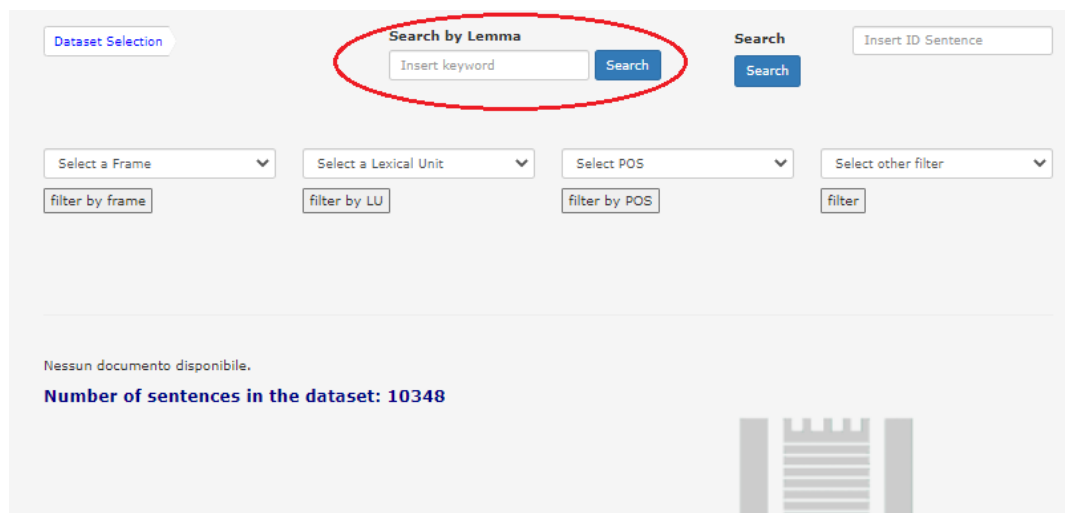 Dataset Selection
Search by Lemma
Insert keyword
Search
Search
Search
Insert ID Sentence
Select a Frame
Select a Lexical Unit
Select POS
Select other filter
filter by frame
filter by LU
filter by POS
filter
Nessun documento disponibile.
Number of sentences in the dataset: 10348